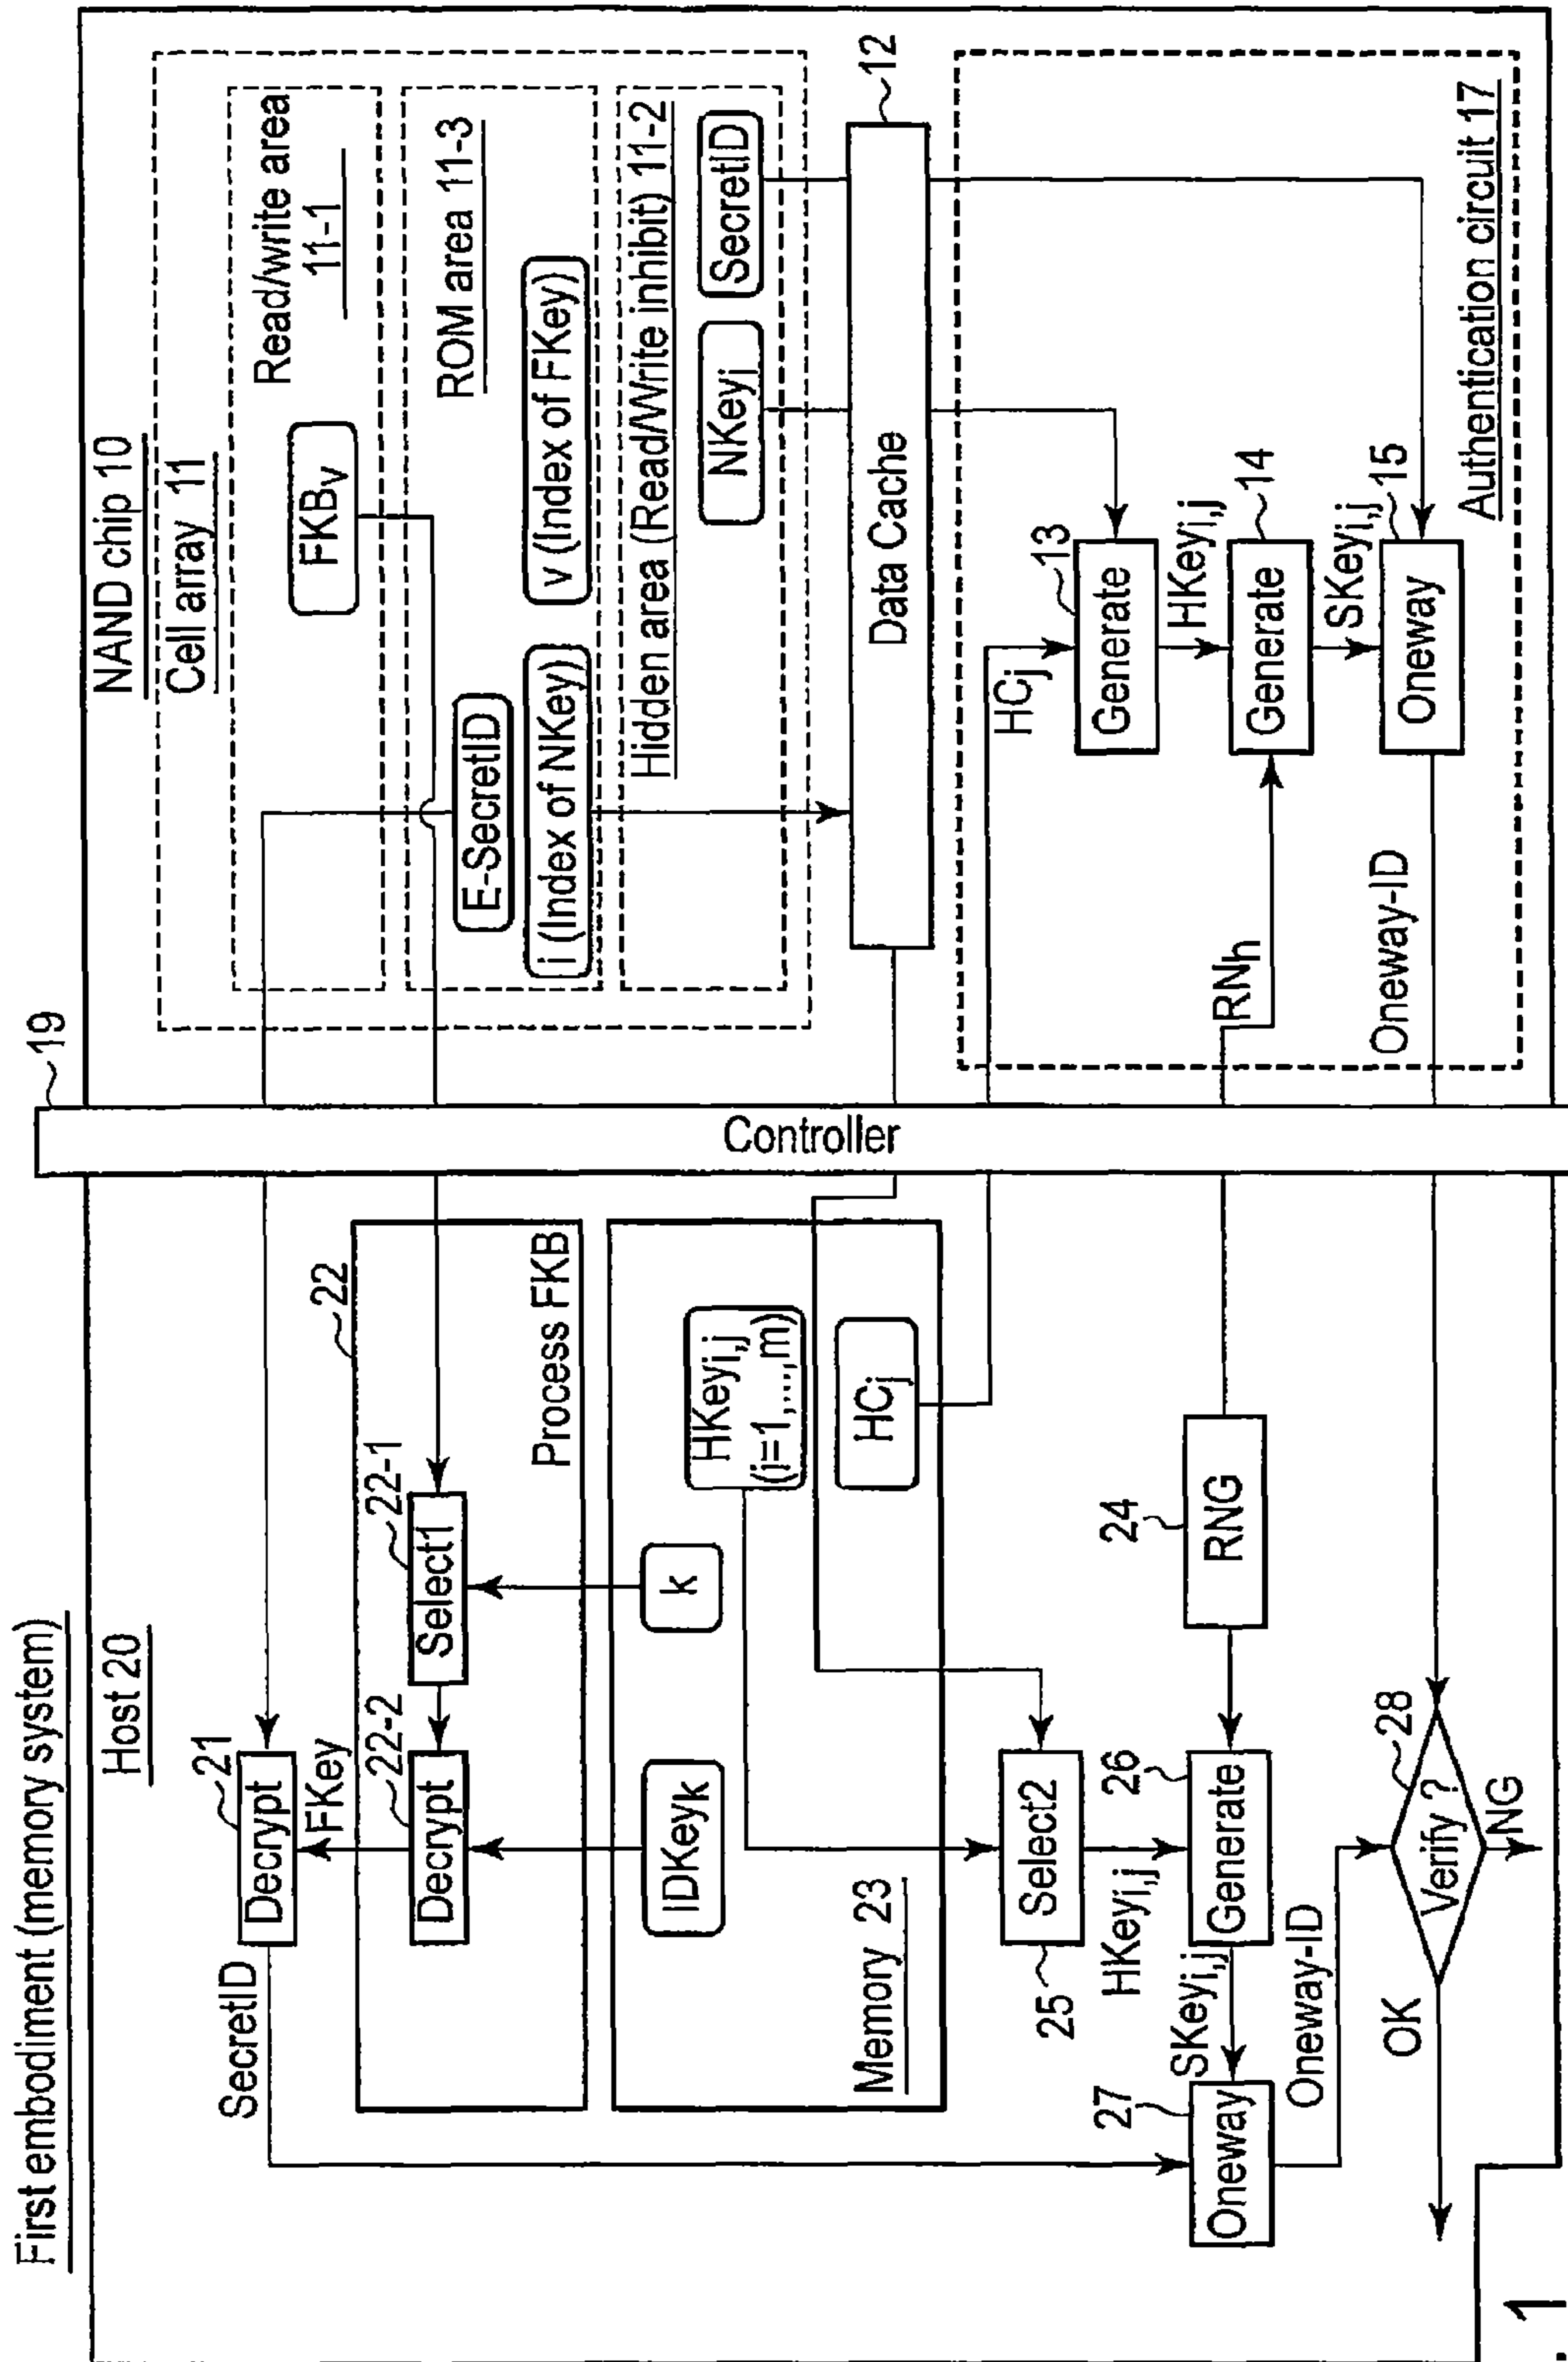 First embodiment (memory system)
Host 20
21
Decrypt
SecretID
FKey
22
22-1
22-2
Select1
Decrypt
Process FKB
IDKeyk
k
HKeyi,j
(i=1,...,m)
HCj
Memory 23
Select2
25
HKeyi,j
24
RNG
26
Generate
SKeyi,j
27
Oneway
Oneway-ID
28
Verify ?
NG
OK
19
Controller
NAND chip 10
Cell array 11
Read/write area
11-1
FKBv
ROM area 11-3
E-SecretID
i (Index of NKey)
v (Index of FKey)
Hidden area (Read/Write inhibit) 11-2
NKeyi
SecretID
12
Data Cache
HCj
13
Generate
HKeyi,j
14
RNh
Generate
SKeyi,j
15
Oneway
Oneway-ID
Authentication circuit 17
1